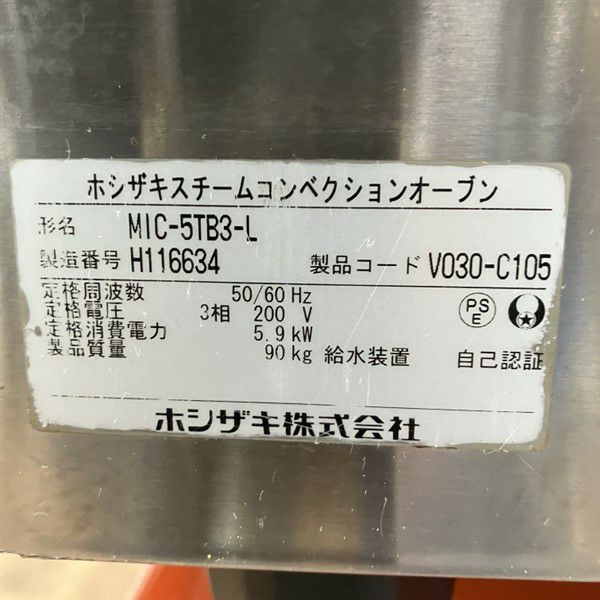 ホシザキスチームコンベクションオーブン
形名 MIC-5TB3-L
製造番号 H116634 製品コード V030-C105
定格周波数 50/60 Hz
定格電圧 3相 200 V
定格消費電力 5.9 kW
製品質量 90 kg 給水装置 自己認証
PS
E
ホシザキ株式会社